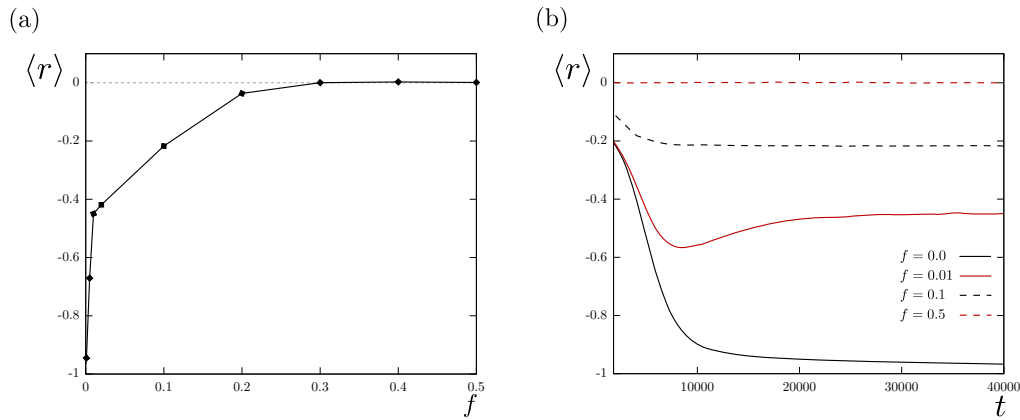 (a)
⟨r⟩
0
-0.2
-0.4
-0.6
-0.8
-1
0 0.1 0.2 0.3 0.4 0.5
f
(b)
⟨r⟩
0
-0.2
-0.4
-0.6
-0.8
-1
f = 0.0
f = 0.01
f = 0.1
f = 0.5
10000 20000 30000 40000
t